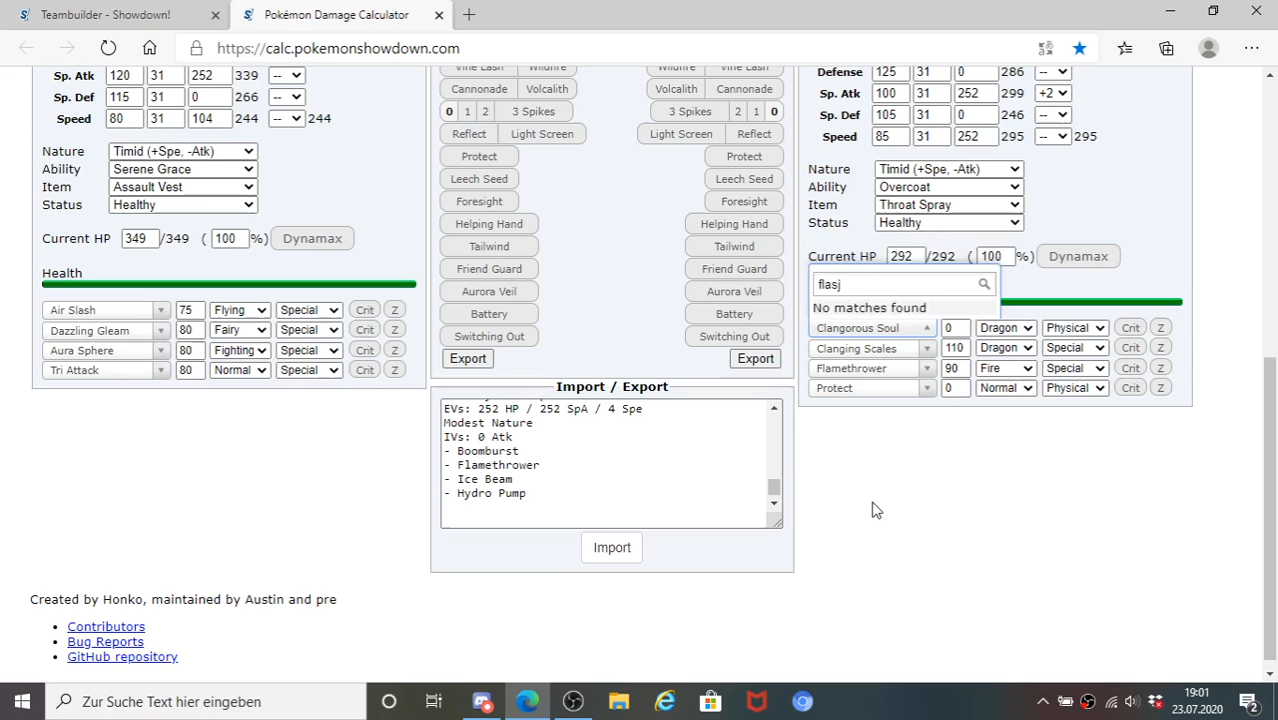 Teambuilder - Showdown!
Pokémon Damage Calculator
https://calc.pokemonshowdown.com
Sp. Atk 120 31 252 339 --
Sp. Def 115 31 0 266 --
Speed 80 31 104 244 -- 244
Nature Timid (+Spe, -Atk)
Ability Serene Grace
Item Assault Vest
Status Healthy
Current HP 349 /349 ( 100 %) Dynamax
Health
Air Slash 75 Flying Special Crit Z
Dazzling Gleam 80 Fairy Special Crit Z
Aura Sphere 80 Fighting Special Crit Z
Tri Attack 80 Normal Special Crit Z
Vine Lash Wildfire Wildfire Vine Lash
Cannonade Volcalith Volcalith Cannonade
0 1 2 3 Spikes 3 Spikes 2 1 0
Reflect Light Screen Light Screen Reflect
Protect Protect
Leech Seed Leech Seed
Foresight Foresight
Helping Hand Helping Hand
Tailwind Tailwind
Friend Guard Friend Guard
Aurora Veil Aurora Veil
Battery Battery
Switching Out Switching Out
Export Export
Import / Export
EVs: 252 HP / 252 SpA / 4 Spe
Modest Nature
IVs: 0 Atk
- Boomburst
- Flamethrower
- Ice Beam
- Hydro Pump
Import
Defense 125 31 0 286 --
Sp. Atk 100 31 252 299 +2
Sp. Def 105 31 0 246 --
Speed 85 31 252 295 -- 295
Nature Timid (+Spe, -Atk)
Ability Overcoat
Item Throat Spray
Status Healthy
Current HP 292 /292 ( 100 %) Dynamax
flasj
No matches found
Clangorous Soul 0 Dragon Physical Crit Z
Clanging Scales 110 Dragon Special Crit Z
Flamethrower 90 Fire Special Crit Z
Protect 0 Normal Physical Crit Z
Created by Honko, maintained by Austin and pre
Contributors
Bug Reports
GitHub repository
Zur Suche Text hier eingeben
19:01
23.07.2020
2